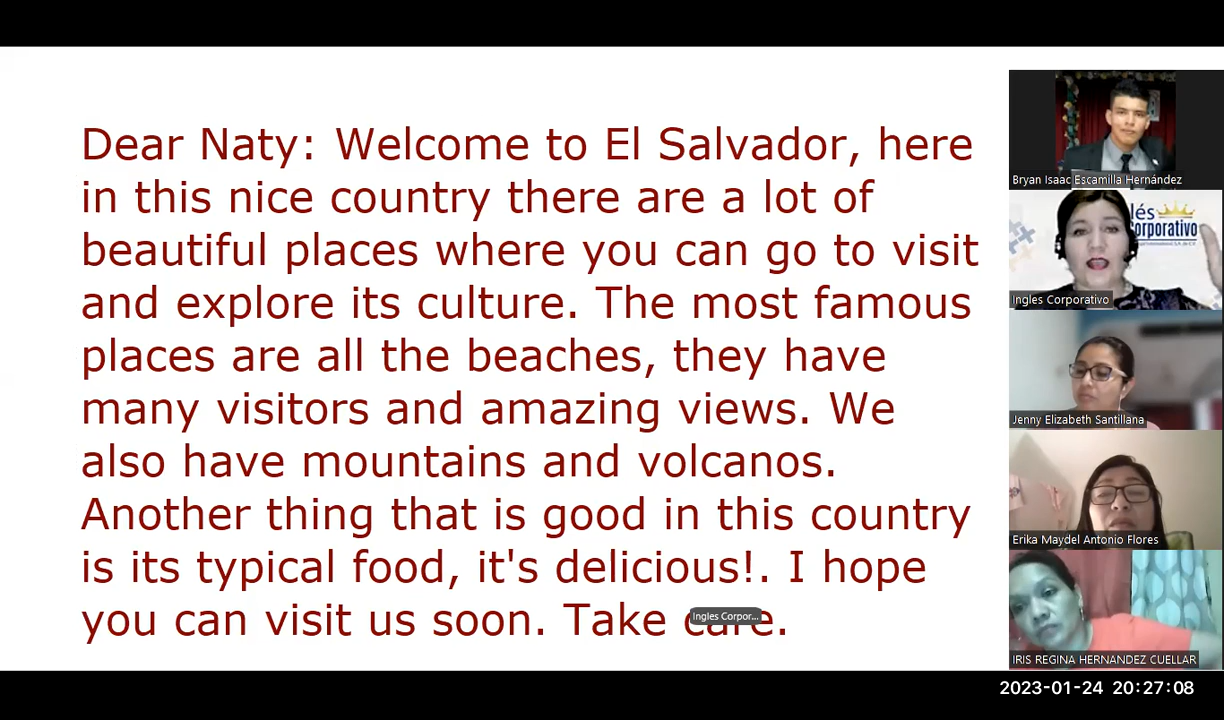 Dear Naty: Welcome to El Salvador, here
in this nice country there are a lot of
beautiful places where you can go to visit
and explore its culture. The most famous
places are all the beaches, they have
many visitors and amazing views. We
also have mountains and volcanos.
Another thing that is good in this country
is its typical food, it's delicious!. I hope
you can visit us soon. Take care.
Ingles Corpor...
Bryan Isaac Escamilla Hernández
lés
orporativo
Ingles Corporativo
Jenny Elizabeth Santillana
Erika Maydel Antonio Flores
IRIS REGINA HERNANDEZ CUELLAR
2023-01-24 20:27:08